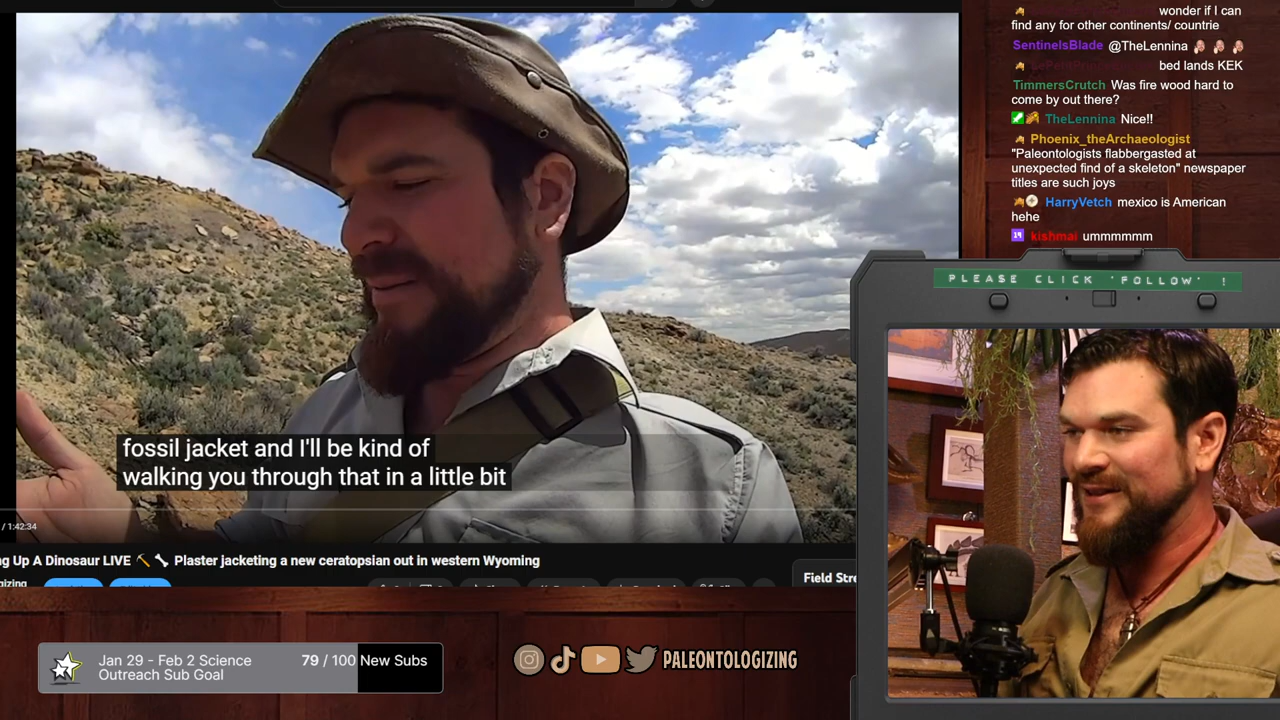 wonder if I can
find any for other continents/ countrie
SentinelsBlade @TheLennina
bed lands KEK
TimmersCrutch Was fire wood hard to
come by out there?
TheLennina Nice!!
Phoenix_theArchaeologist
"Paleontologists flabbergasted at
unexpected find of a skeleton" newspaper
titles are such joys
HarryVetch mexico is American
hehe
kishmai ummmmmm
PLEASE CLICK 'FOLLOW' !
fossil jacket and I'll be kind of
walking you through that in a little bit
/ 1:42:34
ng Up A Dinosaur LIVE Plaster jacketing a new ceratopsian out in western Wyoming
gizing
Field Stre
Jan 29 - Feb 2 Science
Outreach Sub Goal
79 / 100 New Subs
PALEONTOLOGIZING